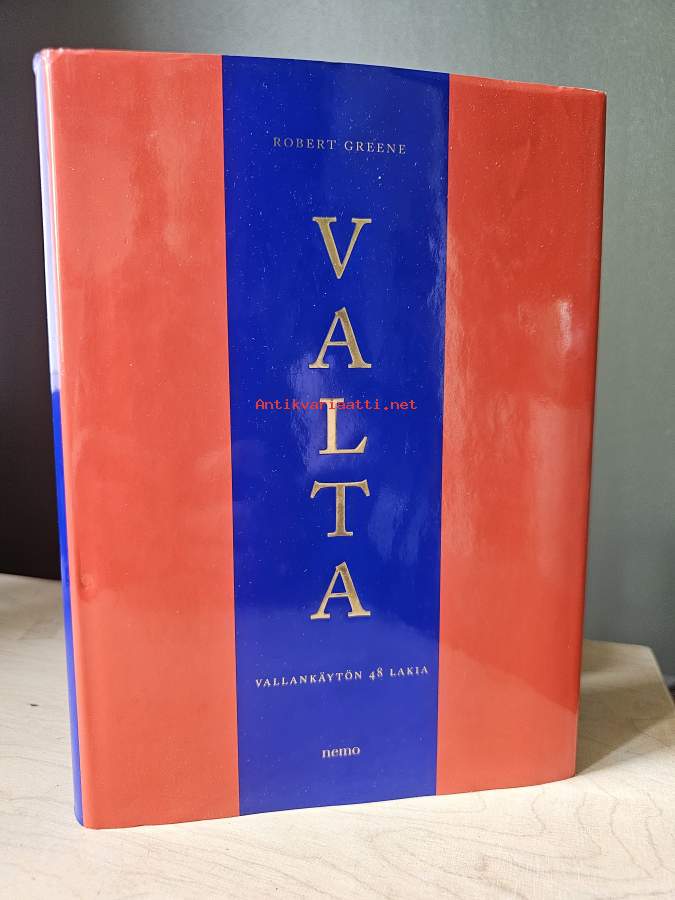 ROBERT GREENE
VALTA
Antikvariaatti.net
VALLANKÄYTÖN 48 LAKIA
nemo